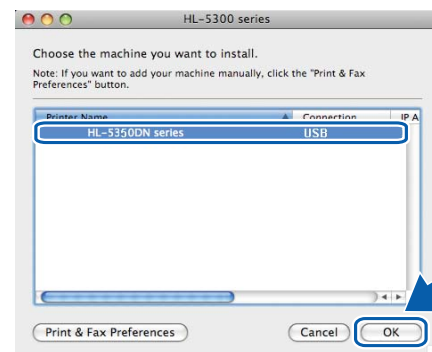 HL-5300 series
Choose the machine you want to install.
Note: If you want to add your machine manually, click the "Print & Fax
Preferences" button.
Printer Name Connection IP A
HL-5350DN series USB
Print & Fax Preferences Cancel OK